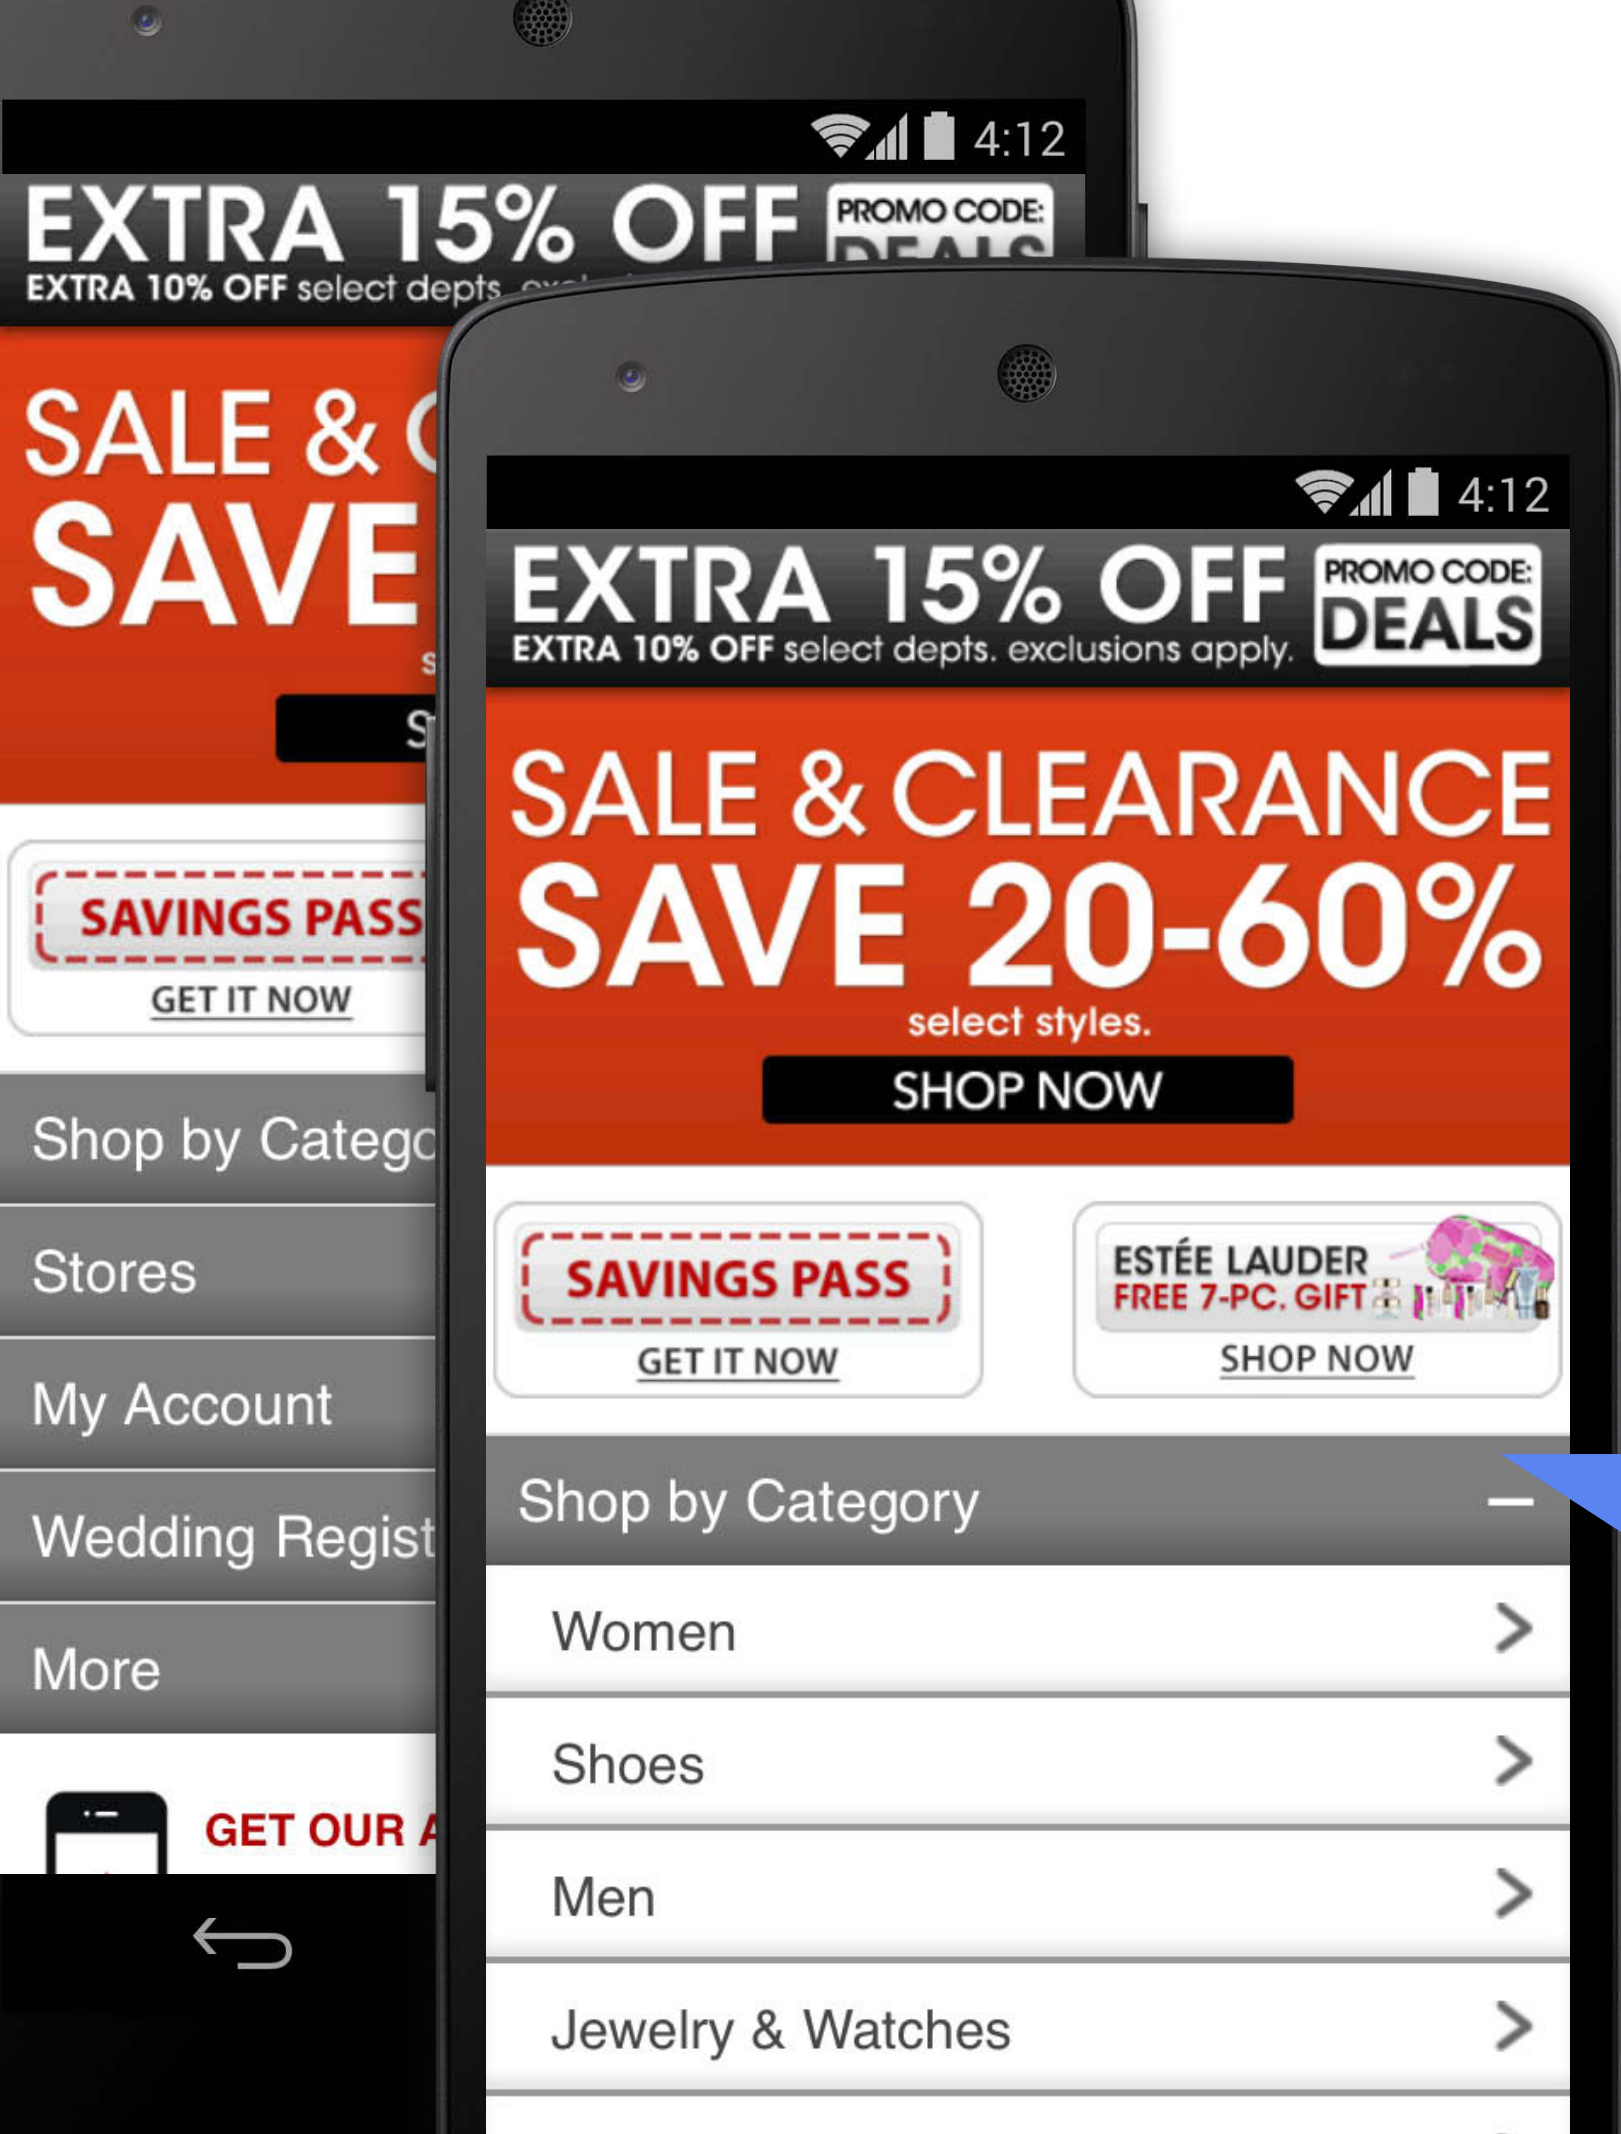 4:12
EXTRA 15% OFF
PROMO CODE:
DEALS
EXTRA 10% OFF select depts.
SALE &
SAVE
SAVINGS PASS
GET IT NOW
Shop by
Stores
My Account
Wedding
More
GET OUR
4:12
EXTRA 15% OFF
PROMO CODE:
DEALS
EXTRA 10% OFF select depts. exclusions apply.
SALE & CLEARANCE
SAVE 20-60%
select styles.
SHOP NOW
SAVINGS PASS
GET IT NOW
ESTÉE LAUDER
FREE 7-PC. GIFT
SHOP NOW
Shop by Category
Women
Shoes
Men
Jewelry & Watches